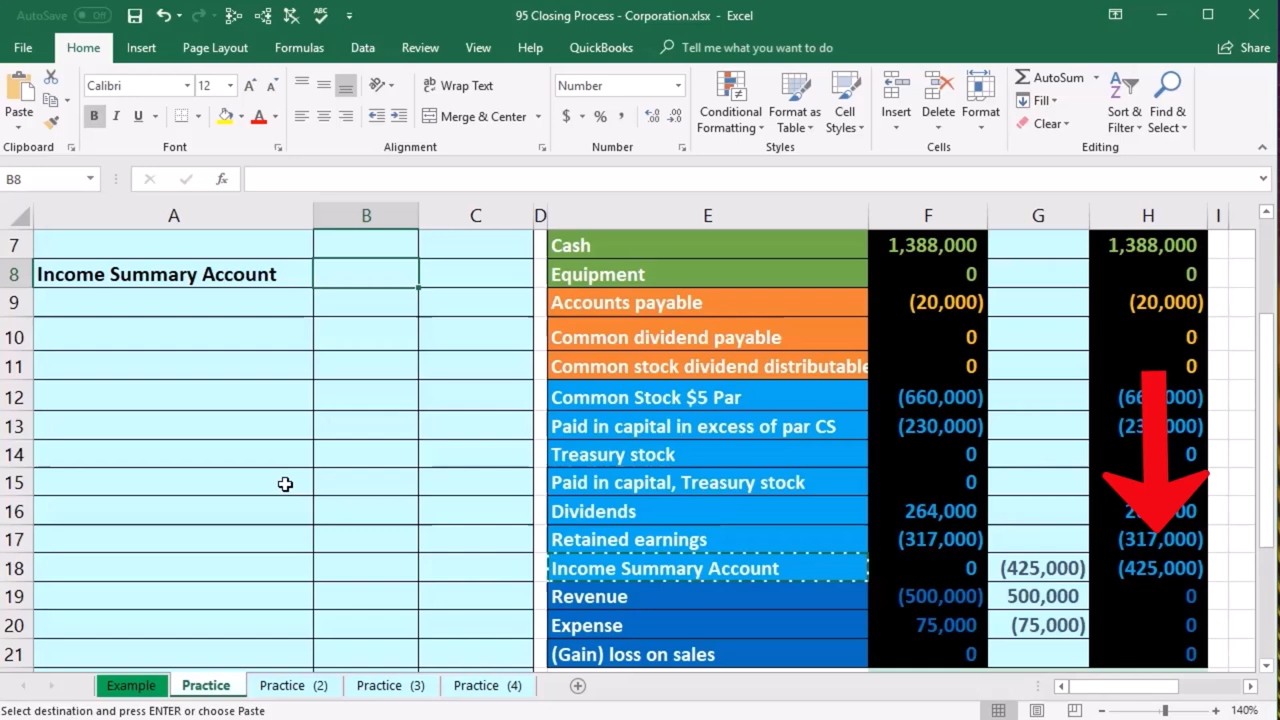 AutoSave Off 95 Closing Process - Corporation.xlsx - Excel
File Home Insert Page Layout Formulas Data Review View Help QuickBooks Tell me what you want to do Share
Paste
Calibri 12
B I U
Wrap Text
Merge & Center
Number
$ % ,
Conditional Formatting
Format as Table
Cell Styles
Insert Delete Format
AutoSum
Fill
Clear
Sort & Filter
Find & Select
Clipboard Font Alignment Number Styles Cells Editing
B8 fx
A B C D E F G H I
7 Cash 1,388,000 1,388,000
8 Income Summary Account Equipment 0 0
9 Accounts payable (20,000) (20,000)
10 Common dividend payable 0 0
11 Common stock dividend distributable 0 0
12 Common Stock $5 Par (660,000)
13 Paid in capital in excess of par CS (230,000)
14 Treasury stock 0 0
15 Paid in capital, Treasury stock 0
16 Dividends 264,000
17 Retained earnings (317,000) (317,000)
18 Income Summary Account 0 (425,000) (425,000)
19 Revenue (500,000) 500,000 0
20 Expense 75,000 (75,000) 0
21 (Gain) loss on sales 0 0
Example Practice Practice (2) Practice (3) Practice (4)
Select destination and press ENTER or choose Paste 140%